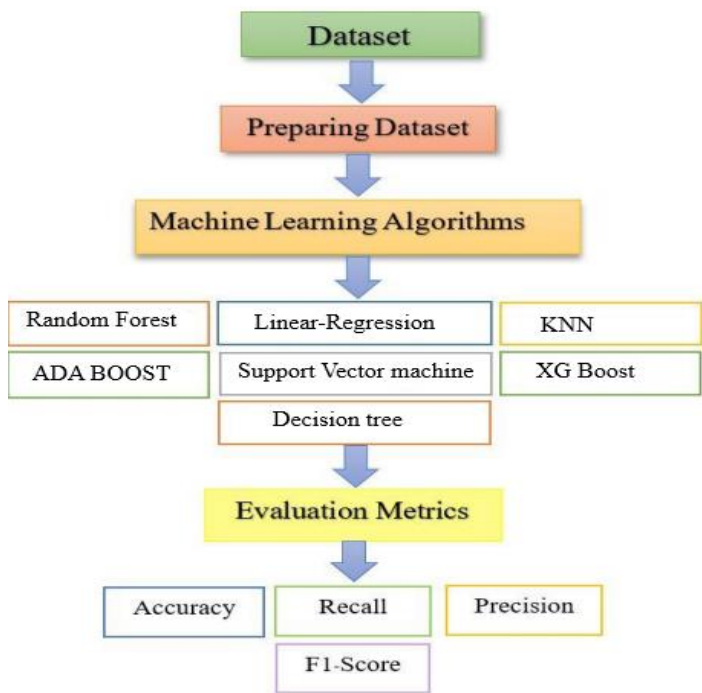 Dataset
Preparing Dataset
Machine Learning Algorithms
Random Forest
Linear-Regression
KNN
ADA BOOST
Support Vector machine
XG Boost
Decision tree
Evaluation Metrics
Accuracy
Recall
Precision
F1-Score